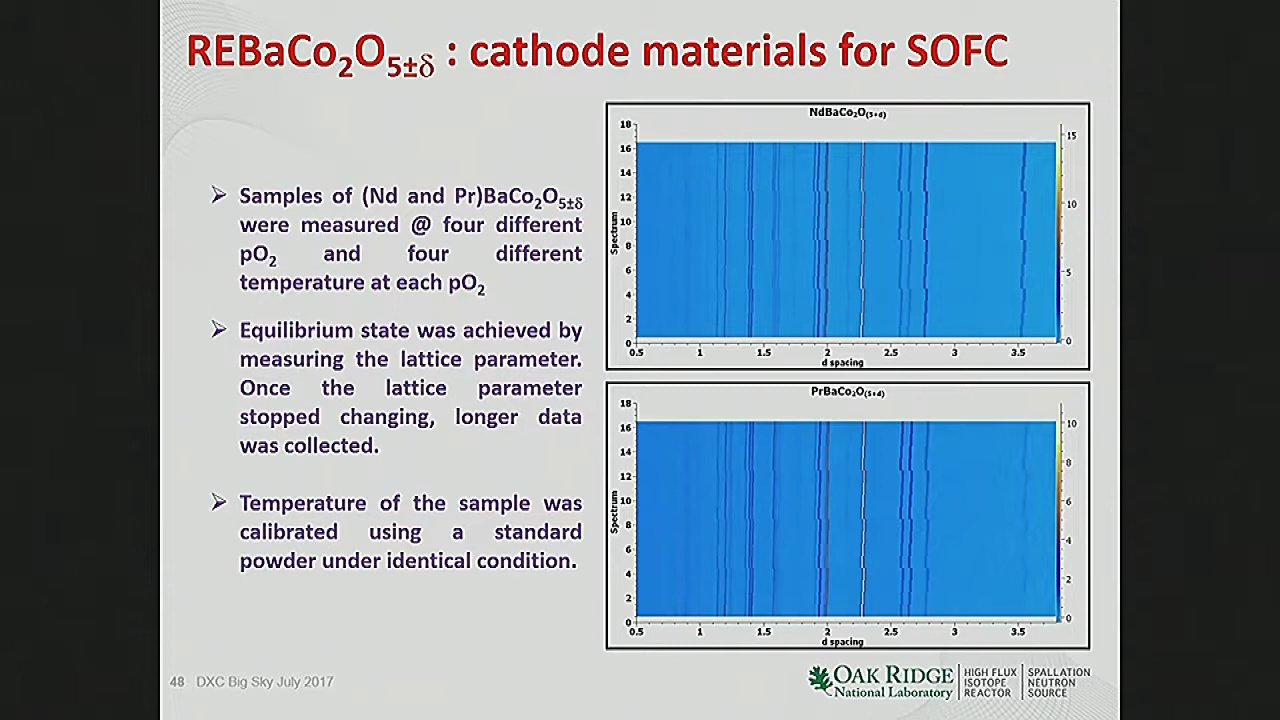 REBaCo₂O₅±δ : cathode materials for SOFC
➢ Samples of (Nd and Pr)BaCo₂O₅±δ
were measured @ four different
pO₂ and four different
temperature at each pO₂
➢ Equilibrium state was achieved by
measuring the lattice parameter.
Once the lattice parameter
stopped changing, longer data
was collected.
➢ Temperature of the sample was
calibrated using a standard
powder under identical condition.
NdBaCo₂O(5+d)
Spectrum
18
16
14
12
10
8
6
4
2
0
0.5 1 1.5 2 2.5 3 3.5
d spacing
15
10
5
0
PrBaCo₂O(5+d)
Spectrum
18
16
14
12
10
8
6
4
2
0
0.5 1 1.5 2 2.5 3 3.5
d spacing
10
8
6
4
2
0
48 DXC Big Sky July 2017
OAK RIDGE
National Laboratory
HIGH FLUX
ISOTOPE
REACTOR
SPALLATION
NEUTRON
SOURCE